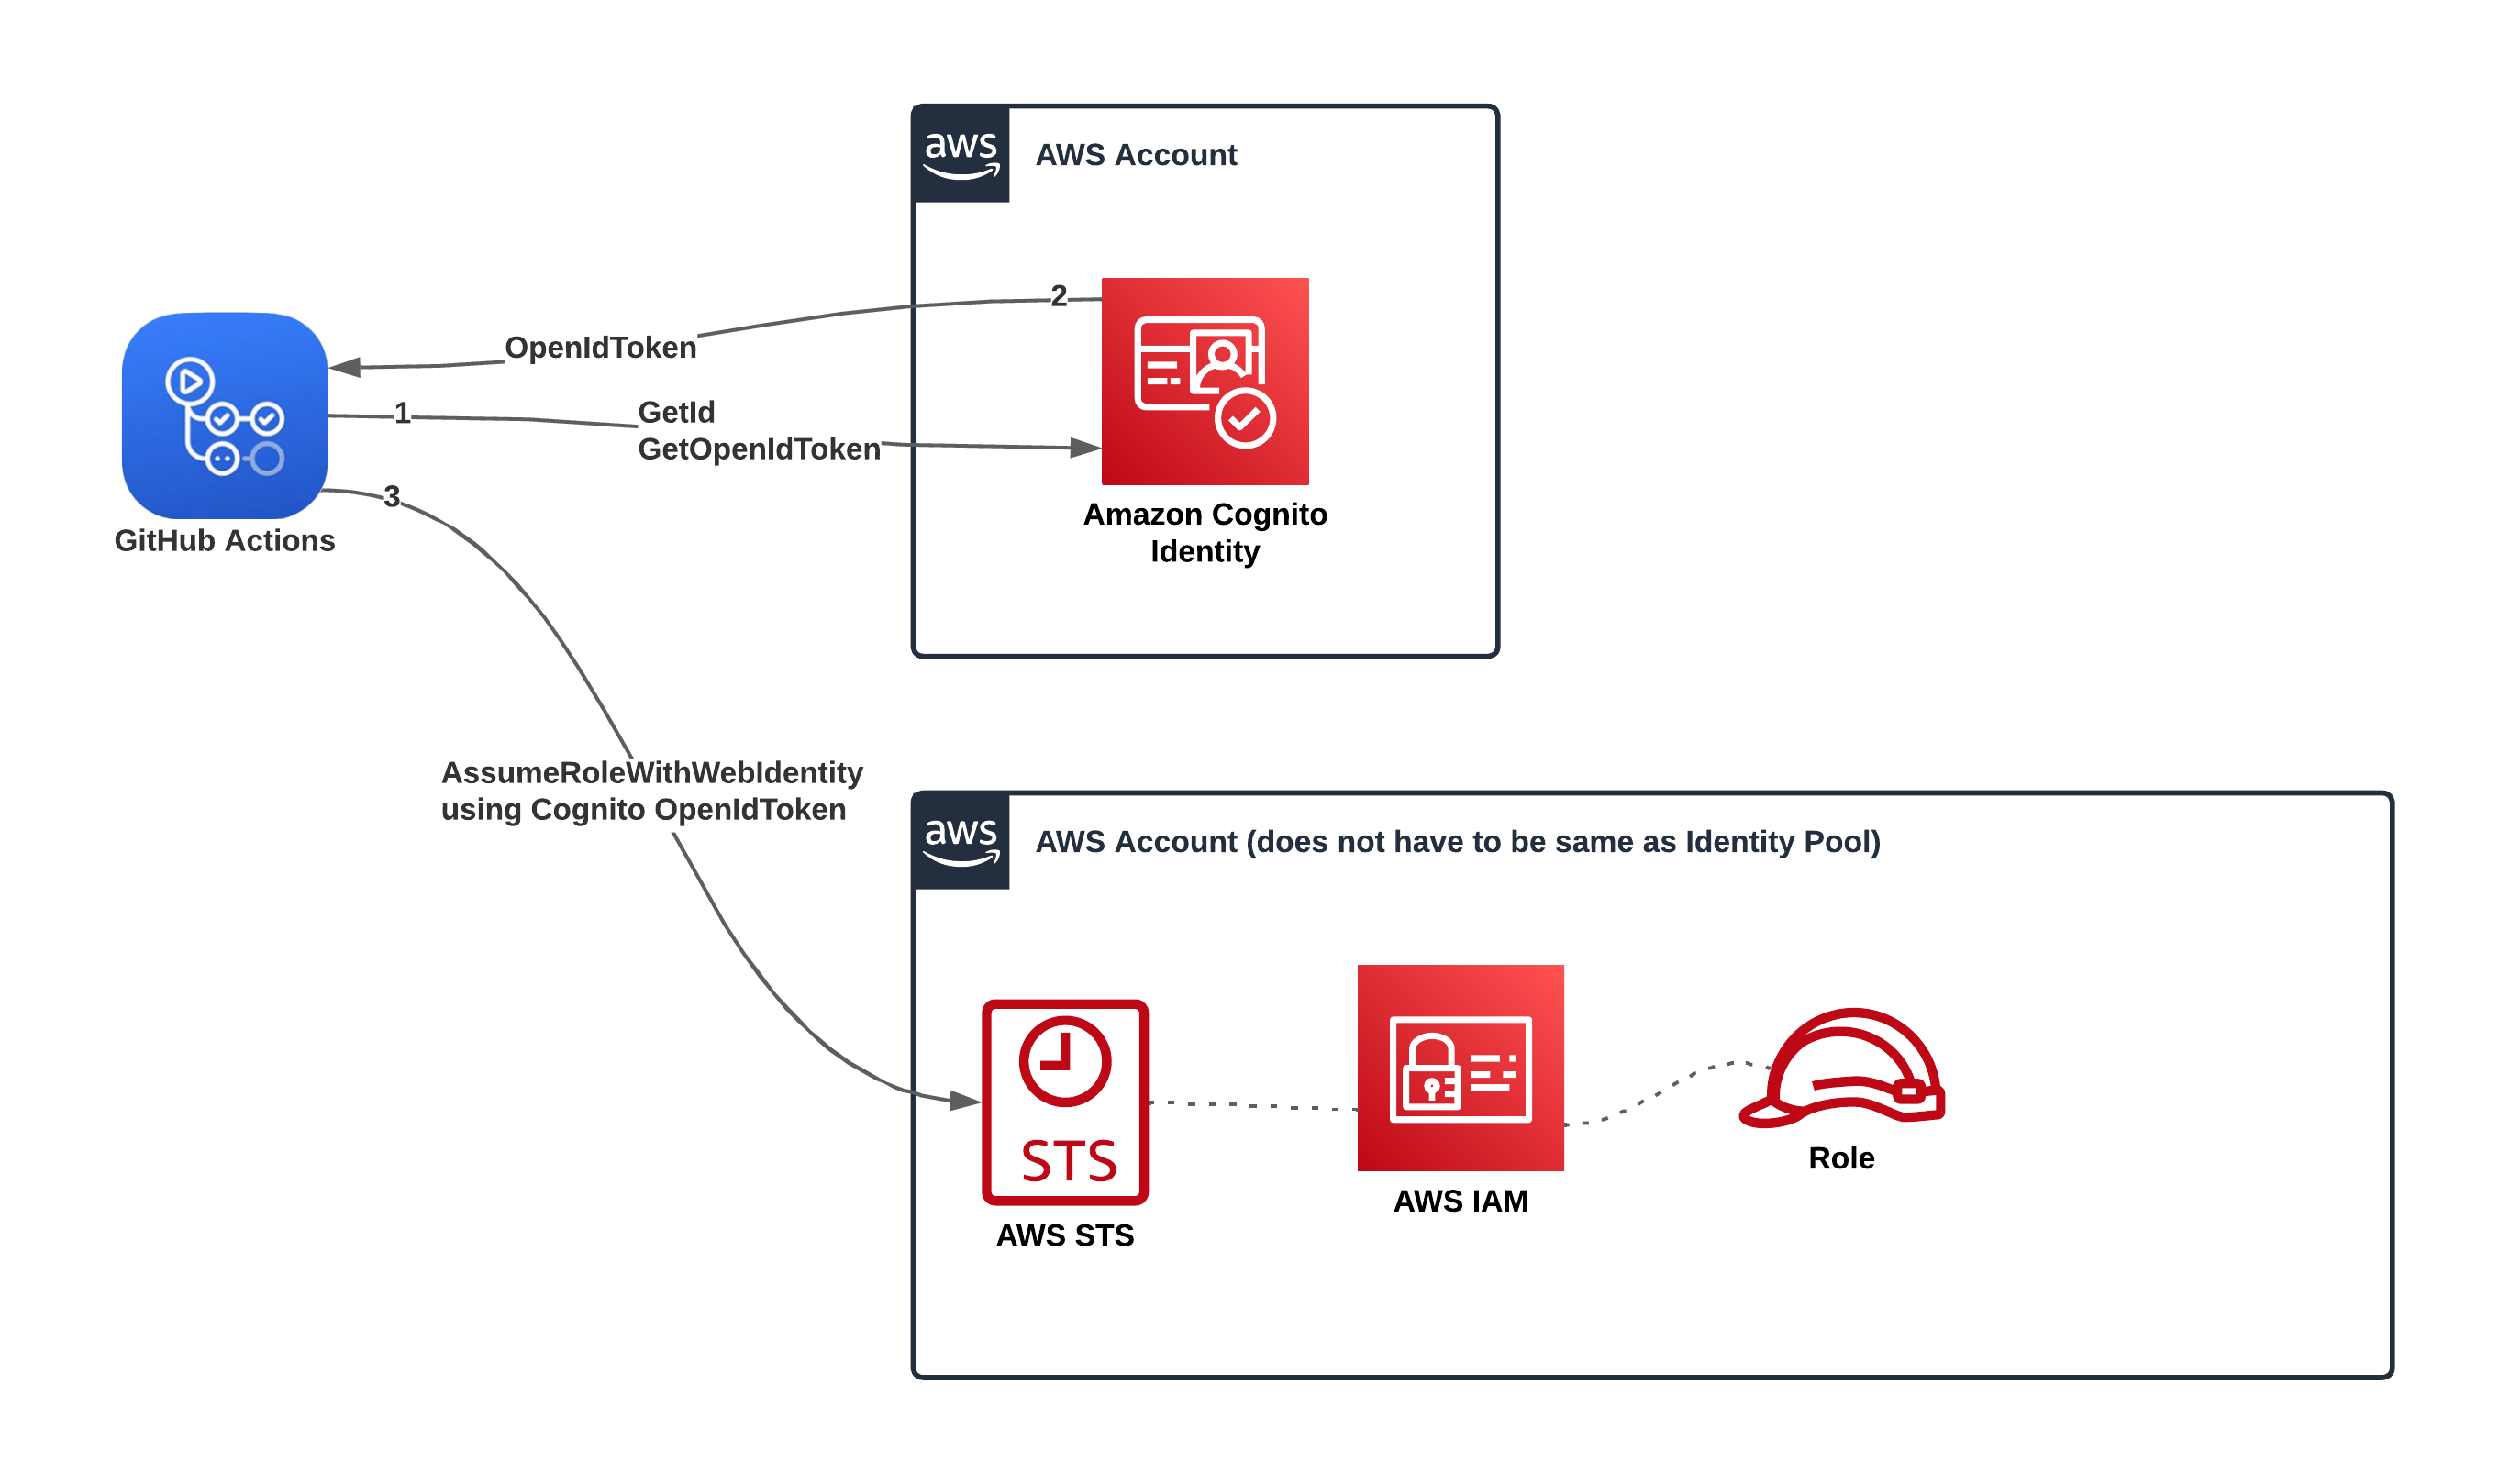 aws
AWS Account
2
OpenIdToken
1
GetId
GetOpenIdToken
3
GitHub Actions
Amazon Cognito
Identity
AssumeRoleWithWebIdentity
using Cognito OpenIdToken
aws
AWS Account (does not have to be same as Identity Pool)
STS
AWS STS
AWS IAM
Role